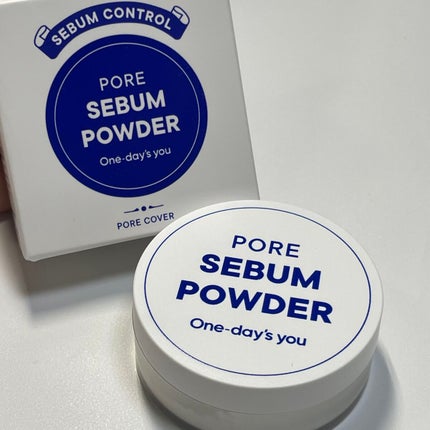 SEBUM CONTROL
PORE
SEBUM
POWDER
One-day's you
PORE COVER
PORE
SEBUM
POWDER
One-day's you